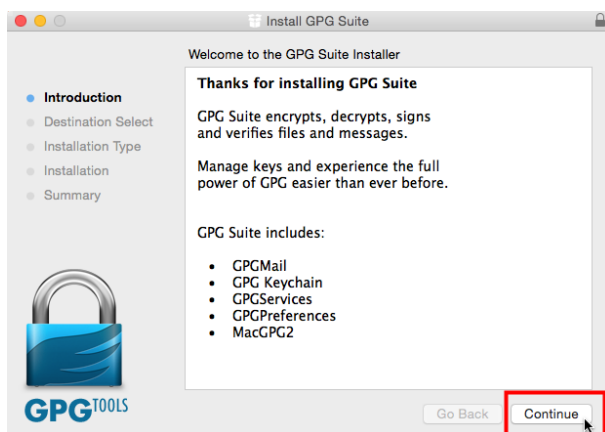 Install GPG Suite
Welcome to the GPG Suite Installer
Introduction
Destination Select
Installation Type
Installation
Summary
Thanks for installing GPG Suite
GPG Suite encrypts, decrypts, signs
and verifies files and messages.
Manage keys and experience the full
power of GPG easier than ever before.
GPG Suite includes:
• GPGMail
• GPG Keychain
• GPGServices
• GPGPreferences
• MacGPG2
GPGTOOLS
Go Back
Continue